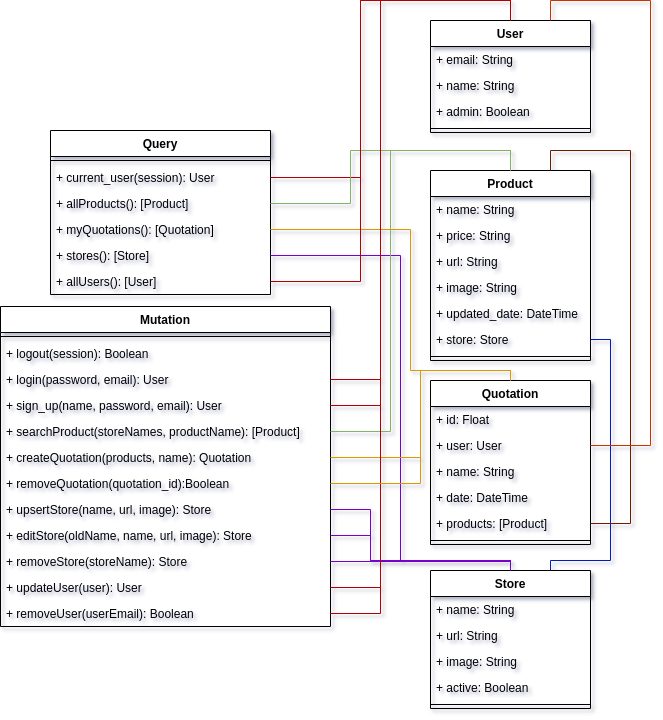 User
+ email: String
+ name: String
+ admin: Boolean
Query
+ current_user(session): User
+ allProducts(): [Product]
+ myQuotations(): [Quotation]
+ stores(): [Store]
+ allUsers(): [User]
Product
+ name: String
+ price: String
+ url: String
+ image: String
+ updated_date: DateTime
+ store: Store
Mutation
+ logout(session): Boolean
+ login(password, email): User
+ sign_up(name, password, email): User
+ searchProduct(storeNames, productName): [Product]
+ createQuotation(products, name): Quotation
+ removeQuotation(quotation_id):Boolean
+ upsertStore(name, url, image): Store
+ editStore(oldName, name, url, image): Store
+ removeStore(storeName): Store
+ updateUser(user): User
+ removeUser(userEmail): Boolean
Quotation
+ id: Float
+ user: User
+ name: String
+ date: DateTime
+ products: [Product]
Store
+ name: String
+ url: String
+ image: String
+ active: Boolean